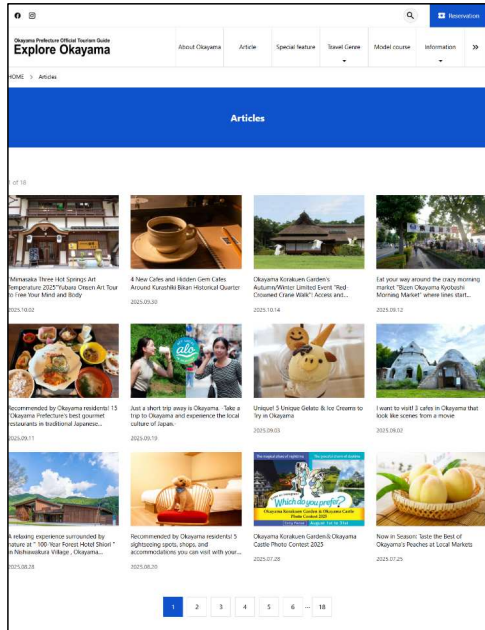 Reservation
Okayama Prefecture Official Tourism Guide
Explore Okayama
About Okayama
Article
Special feature
Travel Genre
Model course
Information
»
HOME > Articles
Articles
1 of 18
"Mimasaka Three Hot Springs Art
Temperature 2025"Yubara Onsen Art Tour
to Free Your Mind and Body
2025.10.02
4 New Cafes and Hidden Gem Cafes
Around Kurashiki Bikan Historical Quarter
2025.09.30
Okayama Korakuen Garden's
Autumn/Winter Limited Event "Red-
Crowned Crane Walk"! Access and...
2025.10.14
Eat your way around the crazy morning
market "Bizen Okayama Kyobashi
Morning Market" where lines start...
2025.09.12
Recommended by Okayama residents! 15
Okayama Prefecture's best gourmet
restaurants in traditional Japanese...
2025.09.11
alo
Just a short trip away is Okayama. -Take a
trip to Okayama and experience the local
culture of Japan.
2025.09.19
Unique! 5 Unique Gelato & Ice Creams to
Try in Okayama
2025.09.03
I want to visit! 3 cafes in Okayama that
look like scenes from a movie
2025.09.02
A relaxing experience surrounded by
nature at " 100-Year Forest Hotel Shiori "
in Nishiawakura Village , Okayama...
2025.08.28
Recommended by Okayama residents! 5
sightseeing spots, shops, and
accommodations you can visit with your...
2025.08.20
Which do you
prefer?
Okayama Korakuen Garden & Okayama Castle
Photo Contest 2025
August 1st to 31st
Okayama Korakuen Garden&Okayama
Castle Photo Contest 2025
2025.07.28
Now in Season: Taste the Best of
Okayama's Peaches at Local Markets
2025.07.25
1 2 3 4 5 6 ... 18